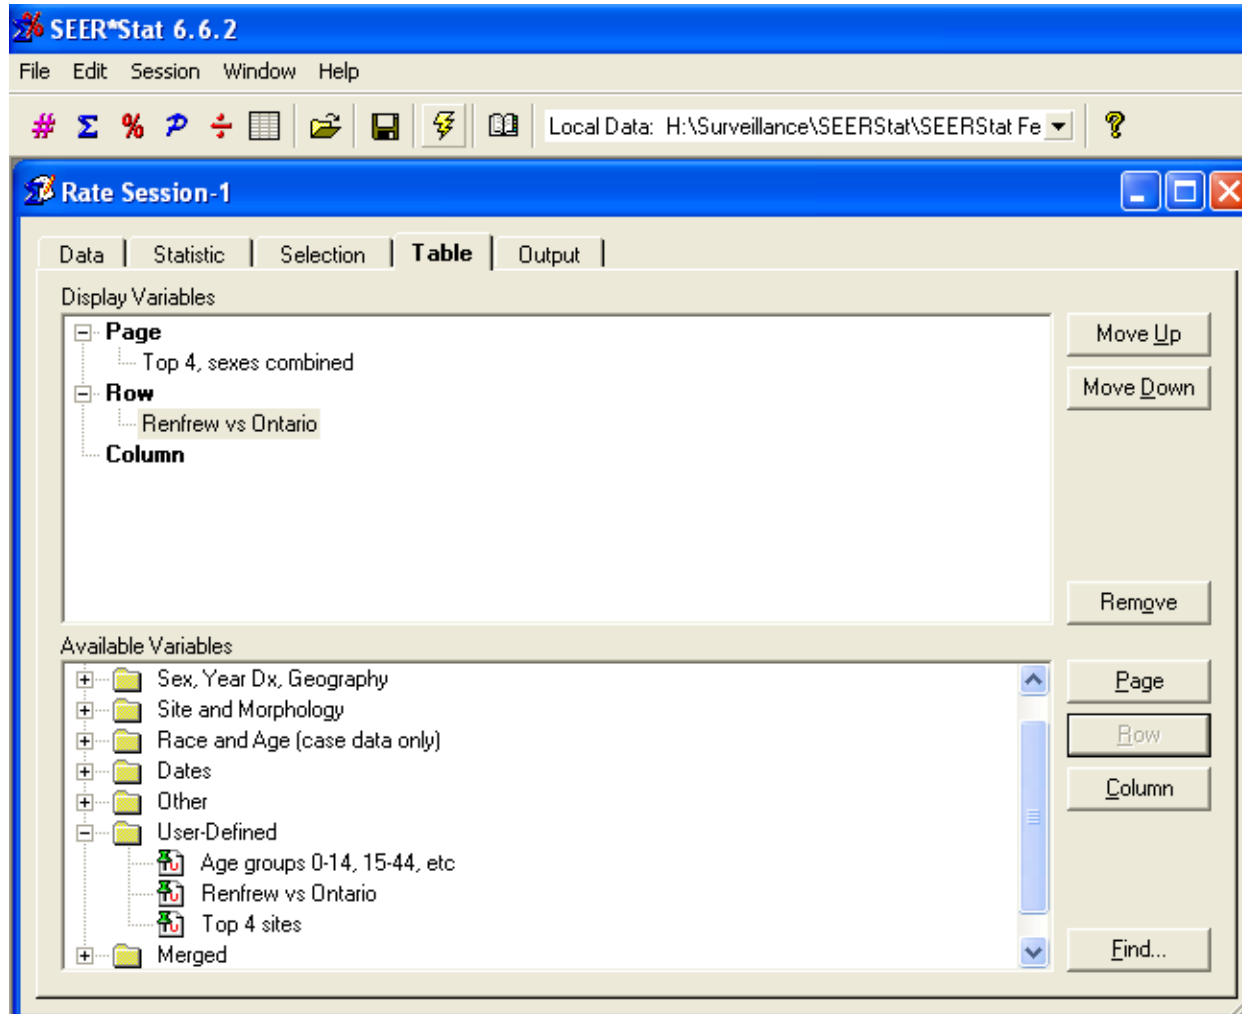 SEER*Stat 6.6.2
File Edit Session Window Help
# Σ % P ÷ Local Data: H:\Surveillance\SEERStat\SEERStat Fe ?
Rate Session-1
Data Statistic Selection Table Output
Display Variables
Page
Top 4, sexes combined
Row
Renfrew vs Ontario
Column
Move Up
Move Down
Remove
Available Variables
Sex, Year Dx, Geography
Site and Morphology
Race and Age (case data only)
Dates
Other
User-Defined
Age groups 0-14, 15-44, etc
Renfrew vs Ontario
Top 4 sites
Merged
Page
Row
Column
Find...